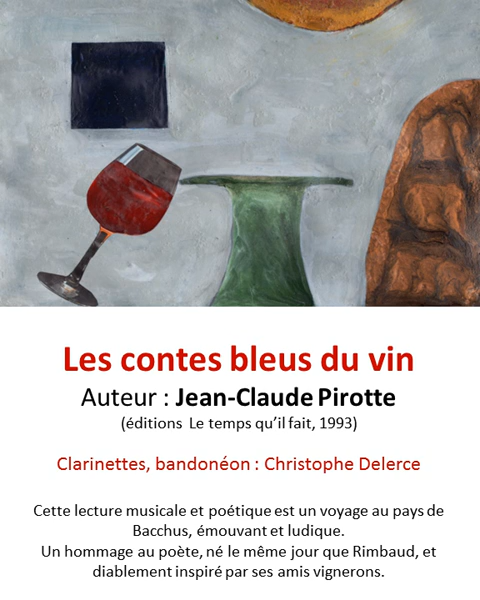 Les contes bleus du vin
Auteur : Jean-Claude Pirotte
(éditions Le temps qu'il fait, 1993)
Clarinettes, bandonéon : Christophe Delerce
Cette lecture musicale et poétique est un voyage au pays de
Bacchus, émouvant et ludique.
Un hommage au poète, né le même jour que Rimbaud, et
diablement inspiré par ses amis vignerons.